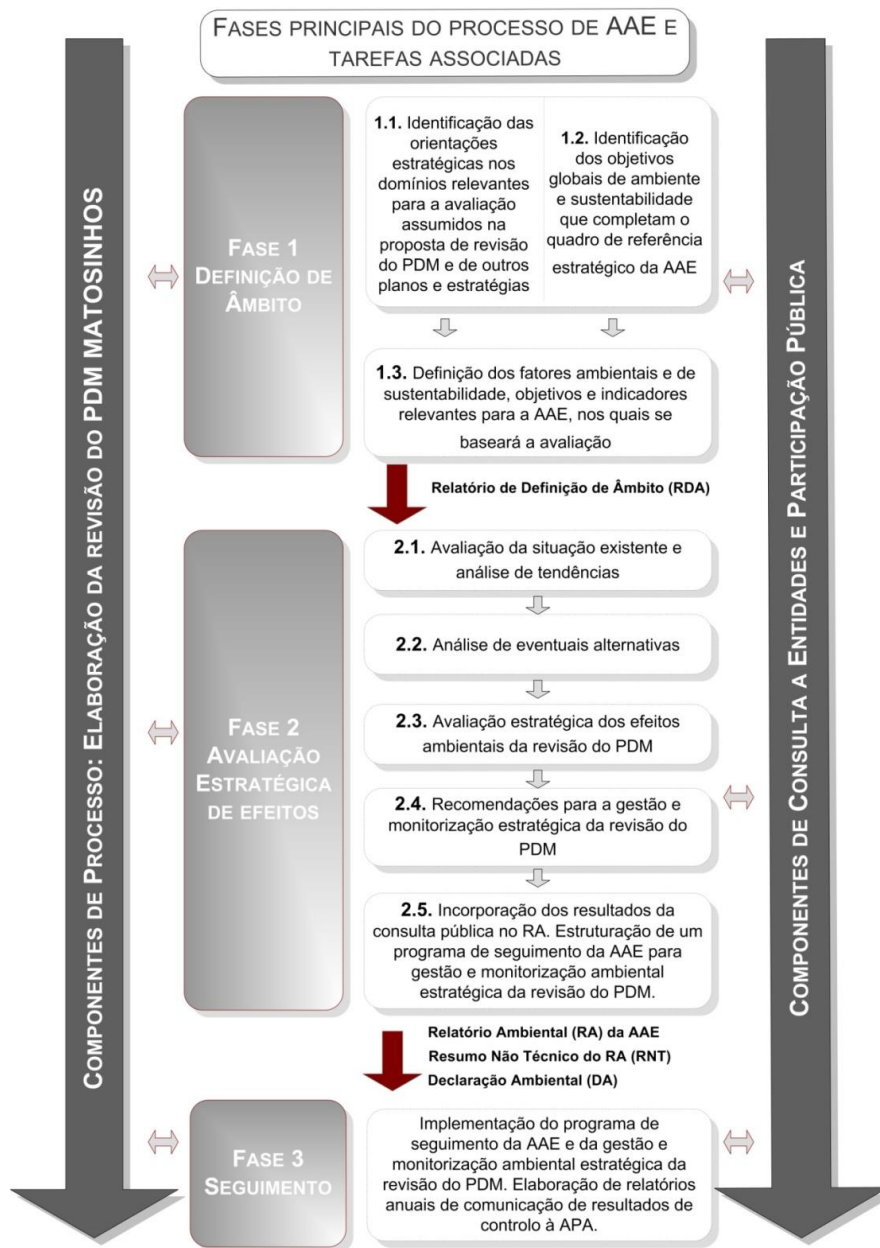 FASES PRINCIPAIS DO PROCESSO DE AAE E
TAREFAS ASSOCIADAS
COMPONENTES DE PROCESSO: ELABORAÇÃO DA REVISÃO DO PDM MATOSINHOS
FASE 1
DEFINIÇÃO DE
ÂMBITO
1.1. Identificação das
orientações
estratégicas nos
domínios relevantes
para a avaliação
assumidos na
proposta de revisão
do PDM e de outros
planos e estratégias
1.2. Identificação
dos objetivos
globais de ambiente
e sustentabilidade
que completam o
quadro de referência
estratégico da AAE
1.3. Definição dos fatores ambientais e de
sustentabilidade, objetivos e indicadores
relevantes para a AAE, nos quais se
baseará a avaliação
Relatório de Definição de Âmbito (RDA)
FASE 2
AVALIAÇÃO
ESTRATÉGICA
DE EFEITOS
2.1. Avaliação da situação existente e
análise de tendências
2.2. Análise de eventuais alternativas
2.3. Avaliação estratégica dos efeitos
ambientais da revisão do PDM
2.4. Recomendações para a gestão e
monitorização estratégica da revisão do
PDM
2.5. Incorporação dos resultados da
consulta pública no RA. Estruturação de um
programa de seguimento da AAE para
gestão e monitorização ambiental
estratégica da revisão do PDM.
Relatório Ambiental (RA) da AAE
Resumo Não Técnico do RA (RNT)
Declaração Ambiental (DA)
FASE 3
SEGUIMENTO
Implementação do programa de
seguimento da AAE e da gestão e
monitorização ambiental estratégica da
revisão do PDM. Elaboração de relatórios
anuais de comunicação de resultados de
controlo à APA.
COMPONENTES DE CONSULTA A ENTIDADES E PARTICIPAÇÃO PÚBLICA